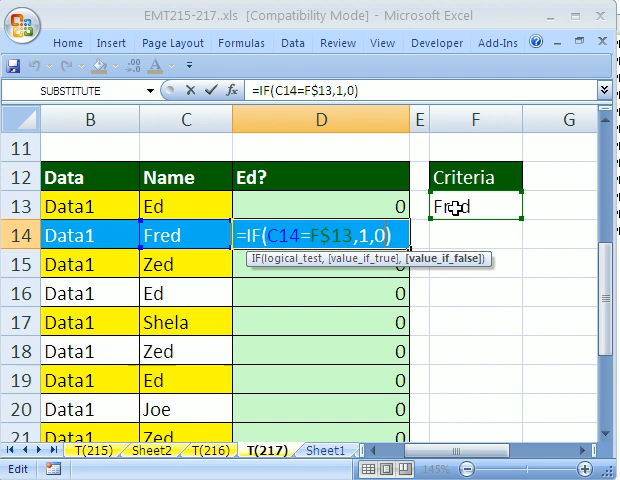 EMT215-217..xls [Compatibility Mode] - Microsoft Excel
Home Insert Page Layout Formulas Data Review View Developer Add-Ins
SUBSTITUTE =IF(C14=F$13,1,0)
B C D E F G
11
12 Data Name Ed? Criteria
13 Data1 Ed 0 Fred
14 Data1 Fred =IF(C14=F$13,1,0)
IF(logical_test, [value_if_true], [value_if_false])
15 Data1 Zed 0
16 Data1 Ed 0
17 Data1 Shela 0
18 Data1 Zed 0
19 Data1 Ed 0
20 Data1 Joe 0
21 Data1 Zed 0
T(215) Sheet2 T(216) T(217) Sheet1
Edit 145%